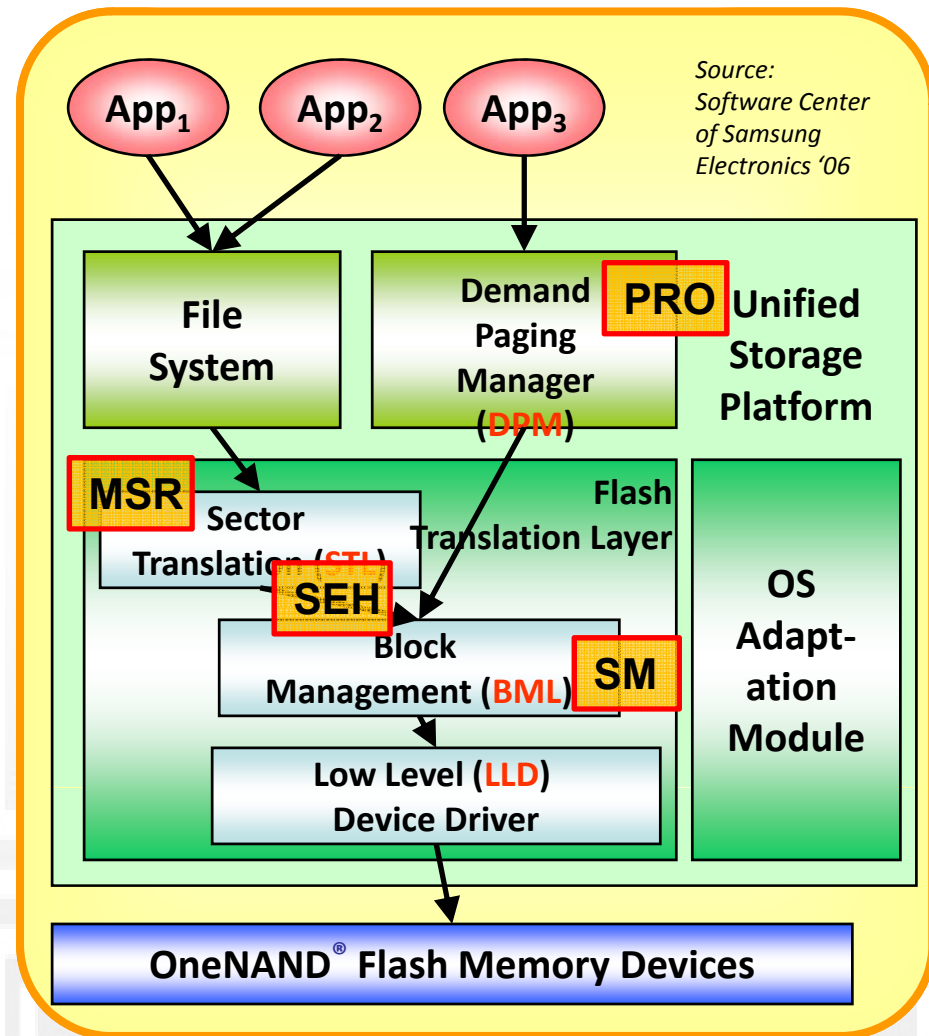 App1
App2
App3
Source:
Software Center
of Samsung
Electronics ‘06
File
System
Demand
Paging
Manager
(DPM)
PRO
Unified
Storage
Platform
MSR
Sector
Translation (STL)
Flash
Translation Layer
SEH
Block
Management (BML)
SM
Low Level (LLD)
Device Driver
OS
Adapt-
ation
Module
OneNAND® Flash Memory Devices